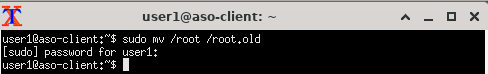 user1@aso-client: ~
user1@aso-client:~$ sudo mv /root /root.old
[sudo] password for user1:
user1@aso-client:~$